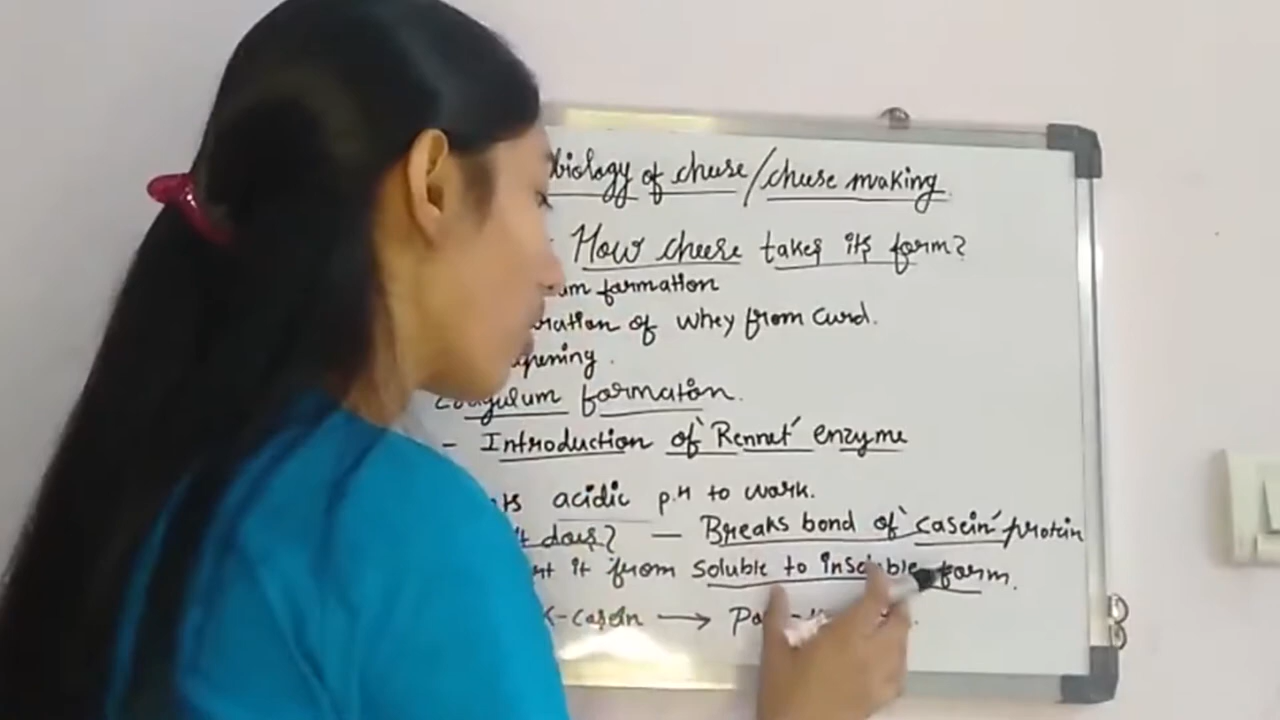 biology of cheese/cheese making.
How cheese takes its form?
um formation
ration of whey from curd.
pening.
Coagulum formation.
- Introduction of 'Rennet' enzyme
acidic p.H to work.
it does? — Breaks bond of 'casein' protein
it from soluble to insoluble form.
K-casein →